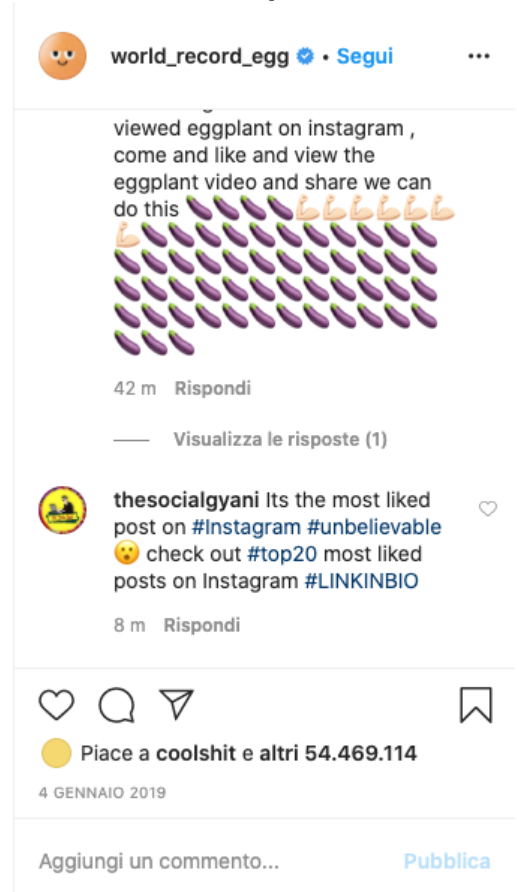 world_record_egg • Segui
viewed eggplant on instagram ,
come and like and view the
eggplant video and share we can
do this 🍆🍆🍆🍆💪🏻💪🏻💪🏻💪🏻💪🏻💪🏻
💪🏻🍆🍆🍆🍆🍆🍆🍆🍆🍆🍆🍆
🍆🍆🍆🍆🍆🍆🍆🍆🍆🍆🍆🍆
🍆🍆🍆🍆🍆🍆🍆🍆🍆🍆🍆🍆
🍆🍆🍆🍆🍆🍆🍆🍆🍆🍆🍆🍆
🍆🍆🍆
42 m Rispondi
Visualizza le risposte (1)
thesocialgyani Its the most liked
post on #Instagram #unbelievable
😮 check out #top20 most liked
posts on Instagram #LINKINBIO
8 m Rispondi
Piace a coolshit e altri 54.469.114
4 GENNAIO 2019
Aggiungi un commento... Pubblica